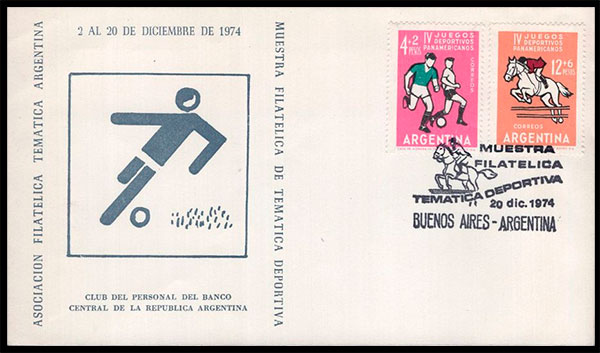 2 AL 20 DE DICIEMBRE DE 1974
ASOCIACION FILATELICA TEMATICA ARGENTINA
MUESTRA FILATELICA DE TEMATICA DEPORTIVA
CLUB DEL PERSONAL DEL BANCO
CENTRAL DE LA REPUBLICA ARGENTINA
4+2
PESOS
IV JUEGOS
DEPORTIVOS
PANAMERICANOS
CORREOS
ARGENTINA
IV JUEGOS
DEPORTIVOS
PANAMERICANOS
12+6
PESOS
CORREOS
ARGENTINA
MUESTRA
FILATELICA
TEMATICA DEPORTIVA
20 dic. 1974
BUENOS AIRES-ARGENTINA